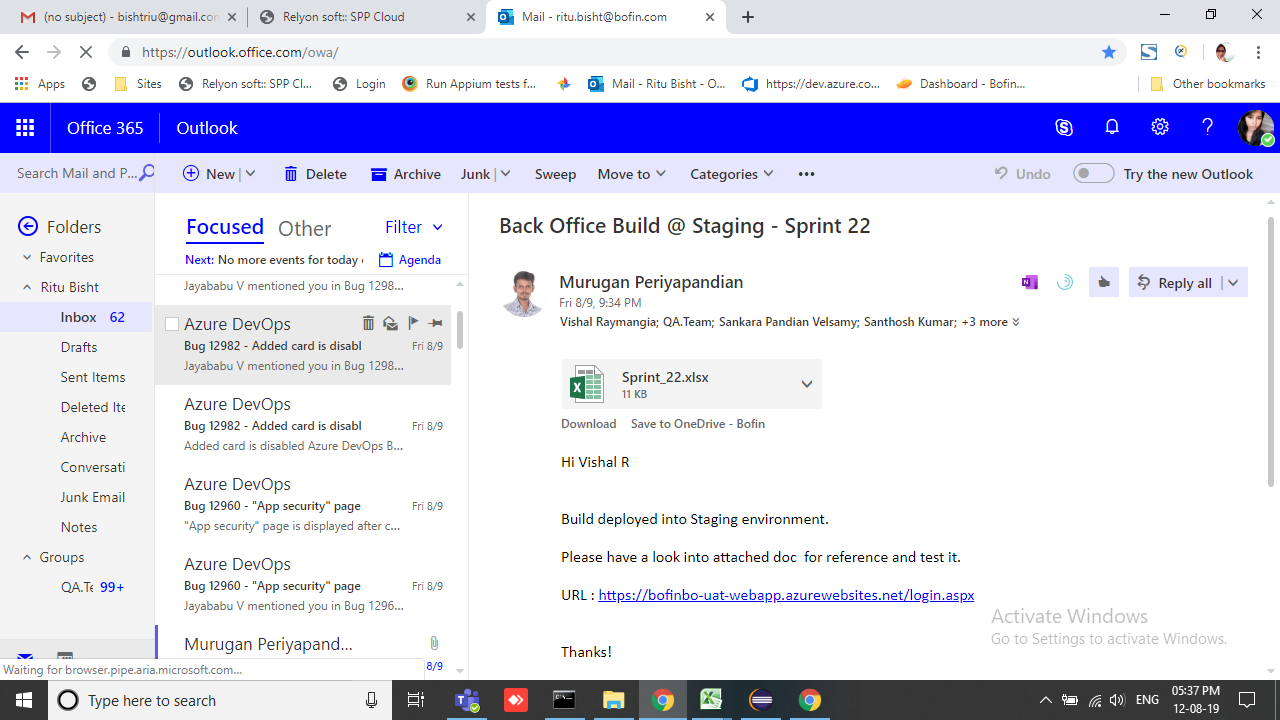 (no subject) - bishtriu@gmail.con
Relyon soft:: SPP Cloud
Mail - ritu.bisht@bofin.com
https://outlook.office.com/owa/
Apps
Sites
Relyon soft:: SPP Cl...
Login
Run Appium tests f...
Mail - Ritu Bisht - O...
https://dev.azure.co...
Dashboard - Bofin...
Other bookmarks
Office 365
Outlook
Search Mail and P...
New
Delete
Archive
Junk
Sweep
Move to
Categories
Undo
Try the new Outlook
Folders
Favorites
Ritu Bisht
Inbox 62
Drafts
Sent Items
Deleted Ite
Archive
Conversati
Junk Email
Notes
Groups
QA.Te 99+
Focused
Other
Filter
Next: No more events for today
Agenda
Jayababu V mentioned you in Bug 1298...
Azure DevOps
Bug 12982 - Added card is disabl
Fri 8/9
Jayababu V mentioned you in Bug 1298...
Azure DevOps
Bug 12982 - Added card is disabl
Fri 8/9
Added card is disabled Azure DevOps B...
Azure DevOps
Bug 12960 - "App security" page
Fri 8/9
"App security" page is displayed after c...
Azure DevOps
Bug 12960 - "App security" page
Fri 8/9
Jayababu V mentioned you in Bug 1296...
Murugan Periyapand...
8/9
Back Office Build @ Staging - Sprint 22
Murugan Periyapandian
Fri 8/9, 9:34 PM
Vishal Raymangia; QA.Team; Sankara Pandian Velsamy; Santhosh Kumar; +3 more
Reply all
Sprint_22.xlsx
11 KB
Download
Save to OneDrive - Bofin
Hi Vishal R
Build deployed into Staging environment.
Please have a look into attached doc for reference and test it.
URL : https://bofinbo-uat-webapp.azurewebsites.net/login.aspx
Thanks!
Activate Windows
Go to Settings to activate Windows.
Waiting for browser.pipe.aria.microsoft.com...
Type here to search
ENG
05:37 PM
12-08-19